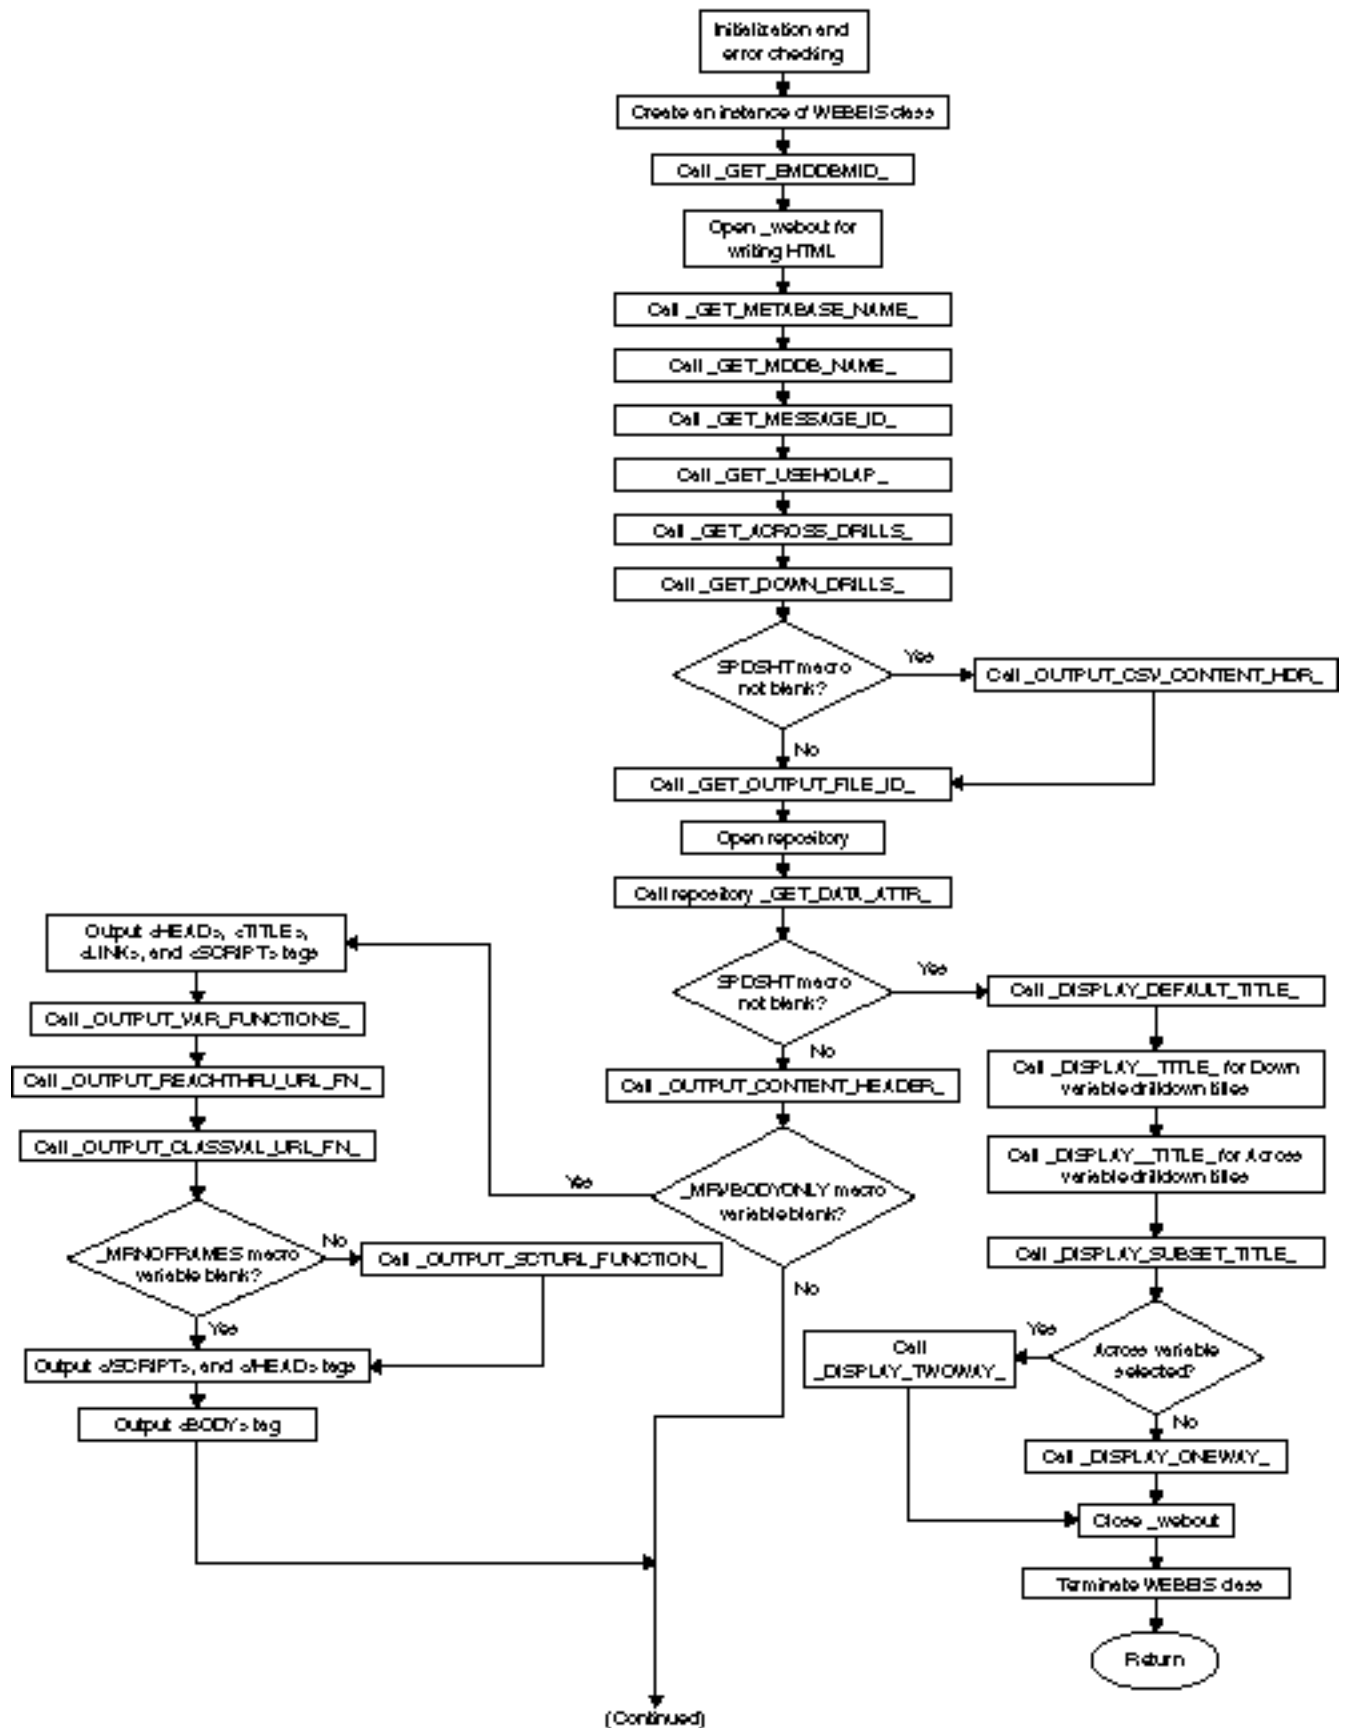 Initialization and
error checking
Create an instance of WEBEIS class
Call _GET_EMDDBMID_
Open _webout for
writing HTML
Call _GET_METABASE_NAME_
Call _GET_MDDB_NAME_
Call _GET_MESSAGE_ID_
Call _GET_USEHOLAP_
Call _GET_ACROSS_DRILLS_
Call _GET_DOWN_DRILLS_
SPDSHT macro
not blank?
Yes
Call _OUTPUT_CSV_CONTENT_HDR_
No
Call _GET_OUTPUT_FILE_ID_
Open repository
Call repository _GET_DATA_ATTR_
SPDSHT macro
not blank?
Yes
Call _DISPLAY_DEFAULT_TITLE_
No
Call _DISPLAY__TITLE_ for Down
variable drilldown titles
Call _DISPLAY__TITLE_ for Across
variable drilldown titles
Call _DISPLAY_SUBSET_TITLE_
Across variable
selected?
Yes
Call
_DISPLAY_TWOWAY_
No
Call _DISPLAY_ONEWAY_
Close _webout
Terminate WEBEIS class
Return
Call _OUTPUT_CONTENT_HEADER_
_MRVBODYONLY macro
variable blank?
Yes
No
Output <HEAD>, <TITLE>,
<LINK>, and <SCRIPT> tags
Call _OUTPUT_VAR_FUNCTIONS_
Call _OUTPUT_REACHTHRU_URL_FN_
Call _OUTPUT_CLASSVAL_URL_FN_
_MRNOFRAMES macro
variable blank?
No
Call _OUTPUT_SCTURL_FUNCTION_
Yes
Output </SCRIPT>, and </HEAD> tags
Output <BODY> tag
(Continued)